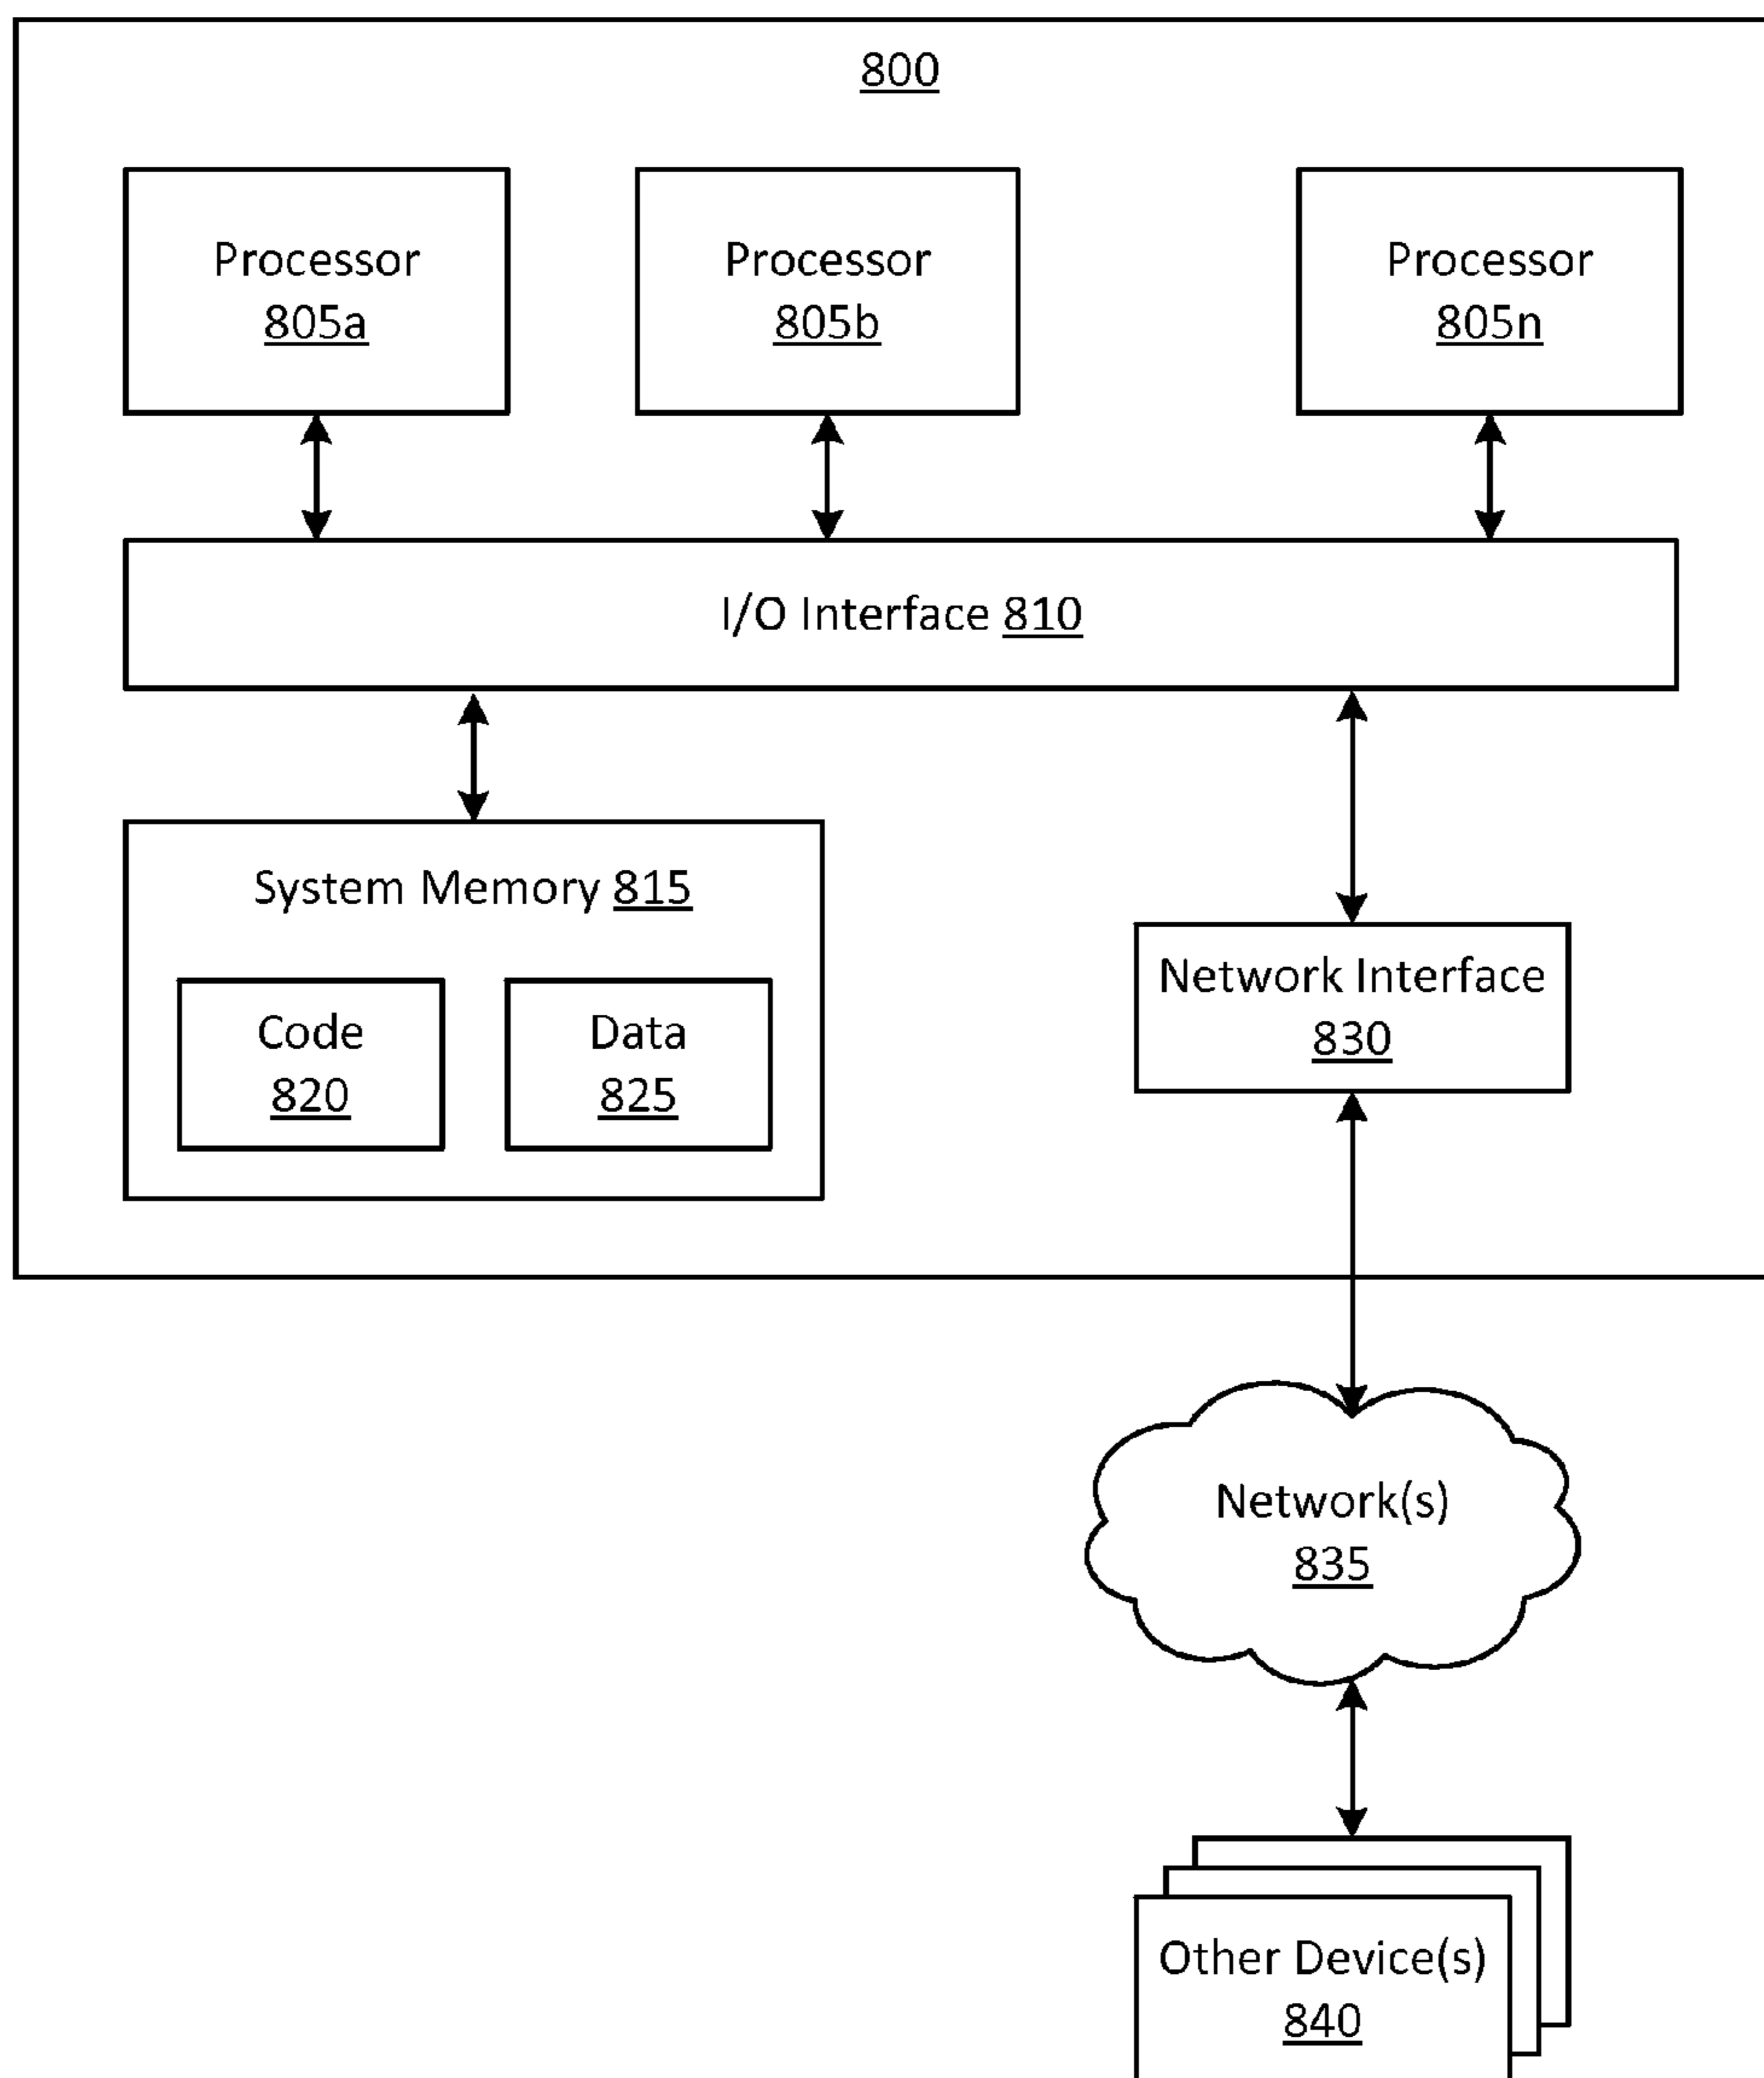 800
Processor
805a
Processor
805b
Processor
805n
I/O Interface 810
System Memory 815
Code
820
Data
825
Network Interface
830
Network(s)
835
Other Device(s)
840